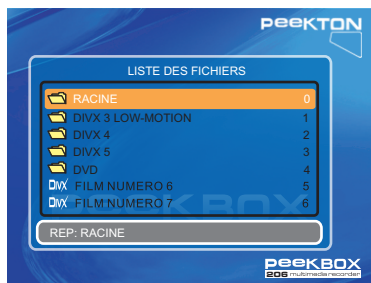 PEEKTON
LISTE DES FICHIERS
RACINE 0
DIVX 3 LOW-MOTION 1
DIVX 4 2
DIVX 5 3
DVD 4
DIVX FILM NUMERO 6 5
DIVX FILM NUMERO 7 6
PEEKBOX
REP: RACINE
PEEKBOX
206 multimedia recorder